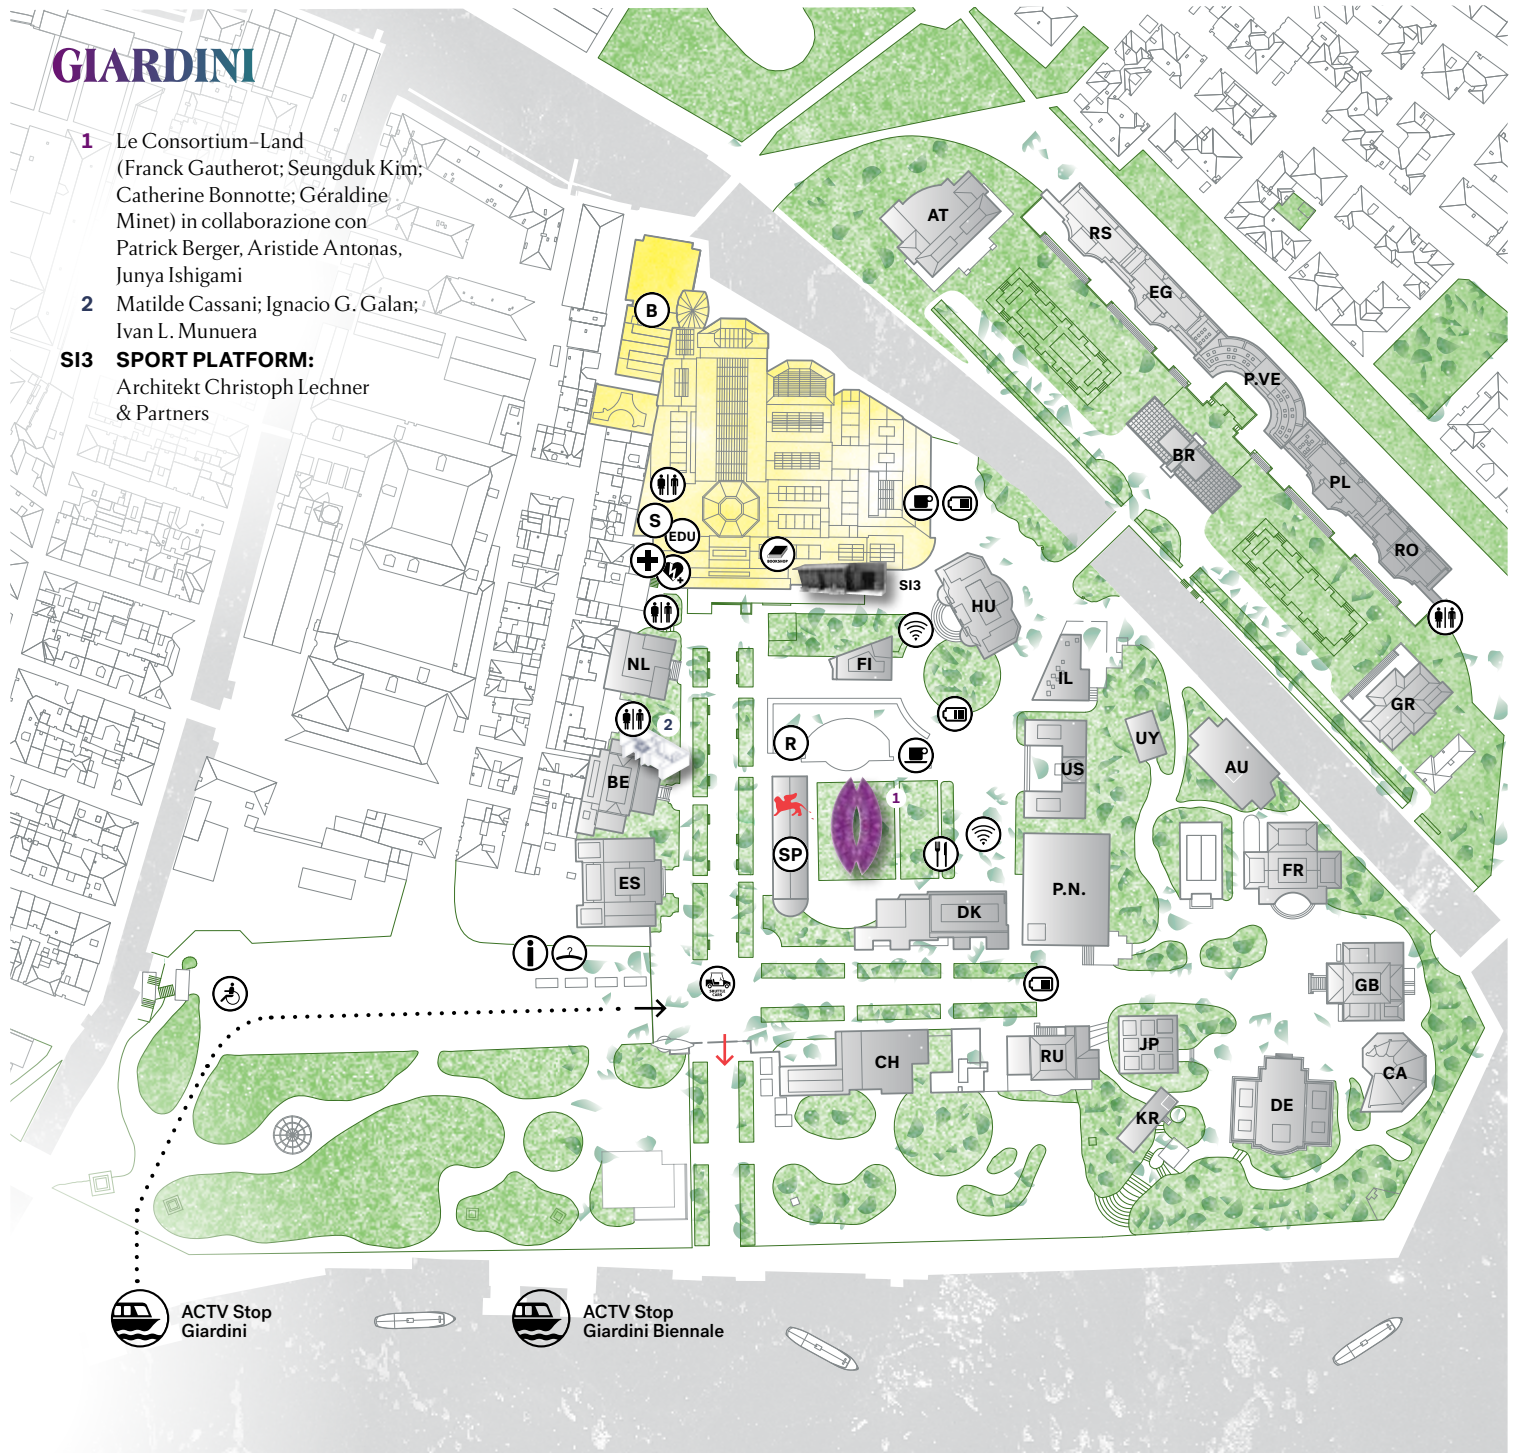 GIARDINI
1 Le Consortium–Land
(Franck Gautherot; Seungduk Kim;
Catherine Bonnotte; Géraldine
Minet) in collaborazione con
Patrick Berger, Aristide Antonas,
Junya Ishigami
2 Matilde Cassani; Ignacio G. Galan;
Ivan L. Munuera
SI3 SPORT PLATFORM:
Architekt Christoph Lechner
& Partners
AT
RS
EG
B
P.VE
BR
PL
S
EDU
BOOKSHOP
RO
SI3
HU
NL
FI
IL
GR
2
R
UY
US
AU
BE
1
SP
ES
P.N.
FR
DK
i
SHUTTLE
CARS
GB
CH
RU
JP
CA
KR
DE
ACTV Stop
Giardini
ACTV Stop
Giardini Biennale